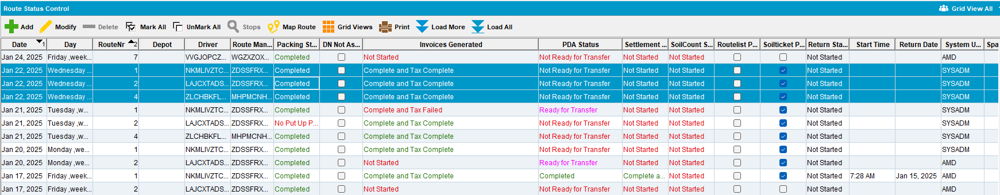 Route Status Control Grid View All
Add Modify Delete Mark All UnMark All Stops Map Route Grid Views Print Load More Load All
Date 1 Day RouteNr 2 Depot Driver Route Man... Packing St... DN Not As... Invoices Generated PDA Status Settlement ... SoilCount S... Routelist P... Soilticket P... Return Sta... Start Time Return Date System U... Spa
Jan 24, 2025 Friday ,week... 7 VVGJOPCZ... WGZXZOX... Completed Not Started Not Ready for Transfer Not Started Not Started Not Started AMD
Jan 22, 2025 Wednesday ... 1 NKMLIVZTC... ZDSSFRX... Completed Complete and Tax Complete Not Ready for Transfer Not Started Not Started Not Started SYSADM
Jan 22, 2025 Wednesday ... 2 LAJCXTADS... ZDSSFRX... Completed Complete and Tax Complete Not Ready for Transfer Not Started Not Started Not Started SYSADM
Jan 22, 2025 Wednesday ... 4 ZLCHBKFL... MHPMCNH... Completed Complete and Tax Complete Not Ready for Transfer Not Started Not Started Not Started SYSADM
Jan 21, 2025 Tuesday ,w... 1 NKMLIVZTC... ZDSSFRX... Completed Complete and Tax Failed Ready for Transfer Not Started Not Started Not Started SYSADM
Jan 21, 2025 Tuesday ,w... 2 LAJCXTADS... ZDSSFRX... No Put Up P... Complete and Tax Complete Not Ready for Transfer Not Started Not Started Not Started SYSADM
Jan 21, 2025 Tuesday ,w... 4 ZLCHBKFL... MHPMCNH... Completed Complete and Tax Complete Not Ready for Transfer Not Started Not Started Not Started SYSADM
Jan 20, 2025 Monday ,we... 1 NKMLIVZTC... ZDSSFRX... Completed Complete and Tax Complete Not Ready for Transfer Not Started Not Started Not Started SYSADM
Jan 20, 2025 Monday ,we... 2 LAJCXTADS... ZDSSFRX... Completed Not Started Ready for Transfer Not Started Not Started Not Started AMD
Jan 17, 2025 Friday ,week... 1 NKMLIVZTC... ZDSSFRX... Completed Complete and Tax Complete Completed Complete a... Not Started Not Started 7:28 AM Jan 15, 2025 AMD
Jan 17, 2025 Friday ,week... 2 LAJCXTADS... ZDSSFRX... Completed Not Started Not Ready for Transfer Not Started Not Started Not Started AMD